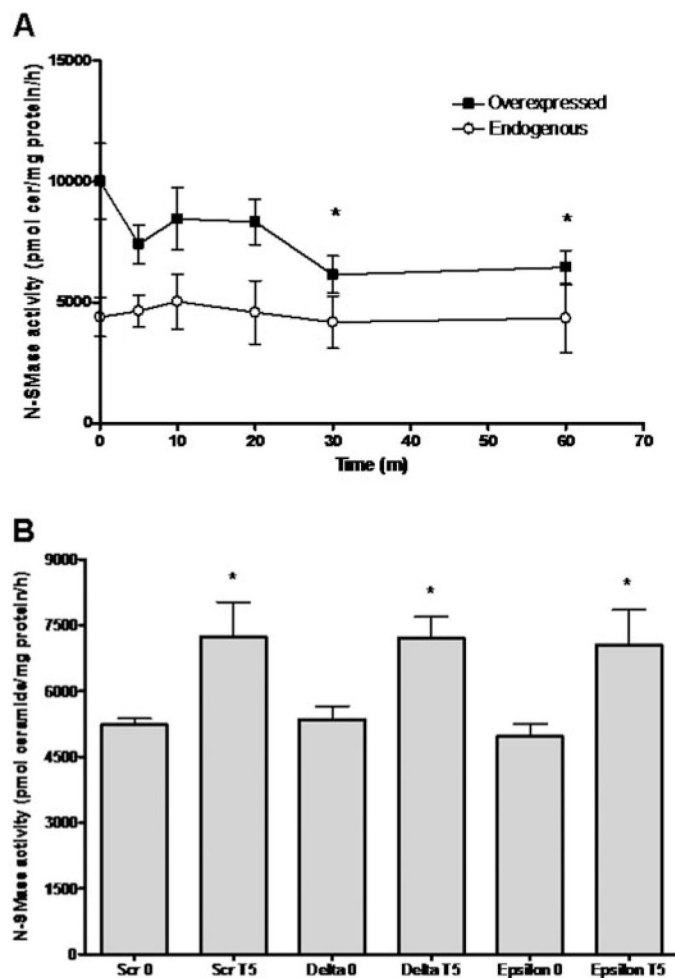 A
N-SMase activity (pmol cer/mg protein/h)
15000
10000
5000
0
Overexpressed
Endogenous
*
*
0 10 20 30 40 50 60 70
Time (m)
B
N-SMase activity (pmol ceramide/mg protein/h)
9000
7500
6000
4500
3000
1500
0
*
*
*
Scr 0 Scr T5 Delta 0 Delta T5 Epsilon 0 Epsilon T5